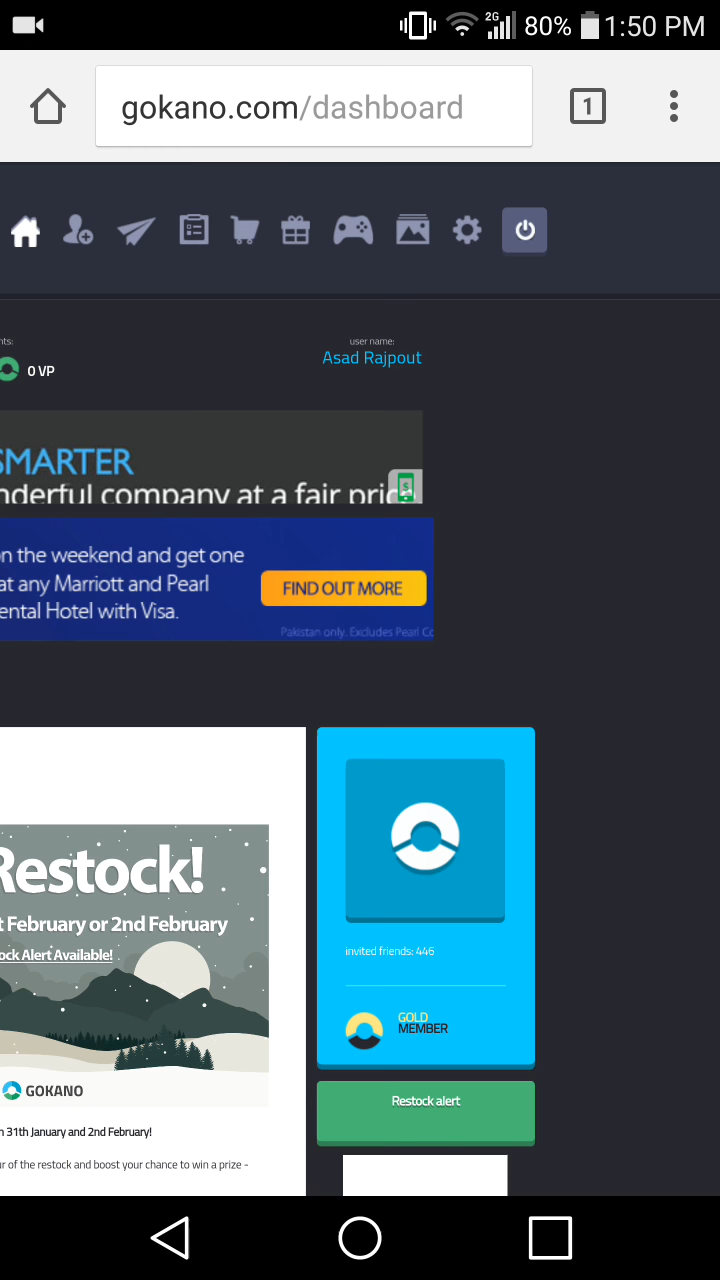 2G
80%
1:50 PM
gokano.com/dashboard
1
nts:
0 VP
user name:
Asad Rajpout
SMARTER
nderful company at a fair price
$
on the weekend and get one
at any Marriott and Pearl
ental Hotel with Visa.
FIND OUT MORE
Pakistan only. Excludes Pearl Co
Restock!
t February or 2nd February
ock Alert Available!
GOKANO
n 31th January and 2nd February!
ur of the restock and boost your chance to win a prize -
invited friends: 446
GOLD
MEMBER
Restock alert